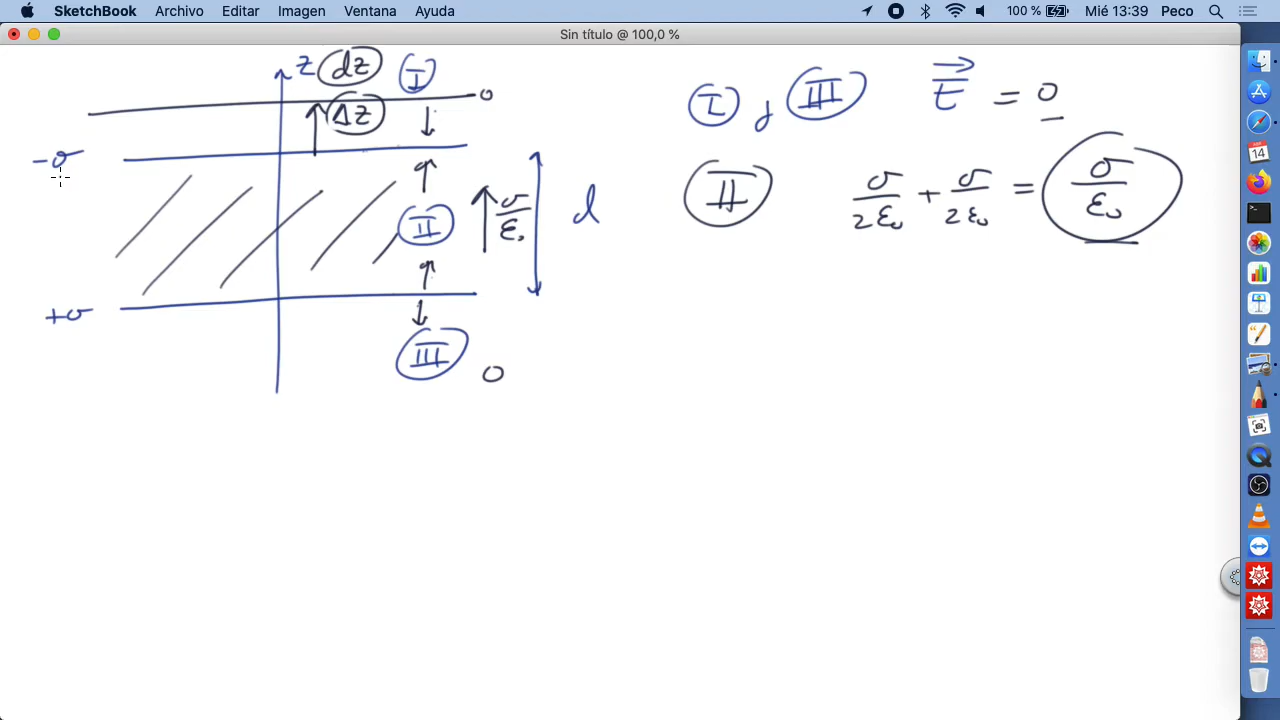 SketchBook Archivo Editar Imagen Ventana Ayuda 100 % Mié 13:39 Peco
Sin título @ 100,0 %
z dz I
Δz 0
-σ
II σ/ε₀ d
+σ
III
0
I y III E⃗ = 0
II σ/2ε₀ + σ/2ε₀ = σ/ε₀
14